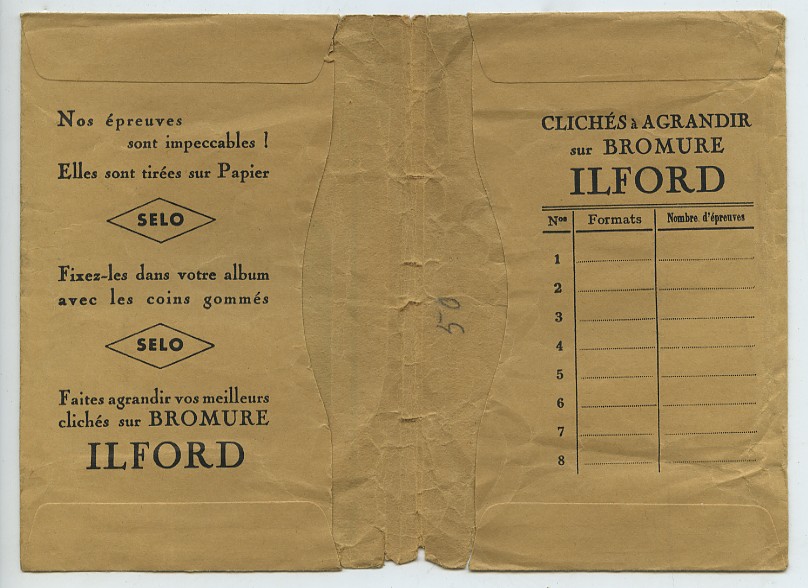 Nos épreuves
sont impeccables !
Elles sont tirées sur Papier
SELO
Fixez-les dans votre album
avec les coins gommés
SELO
Faites agrandir vos meilleurs
clichés sur BROMURE
ILFORD
50
CLICHÉS à AGRANDIR
sur BROMURE
ILFORD
Nos Formats Nombre d'épreuves
1
2
3
4
5
6
7
8